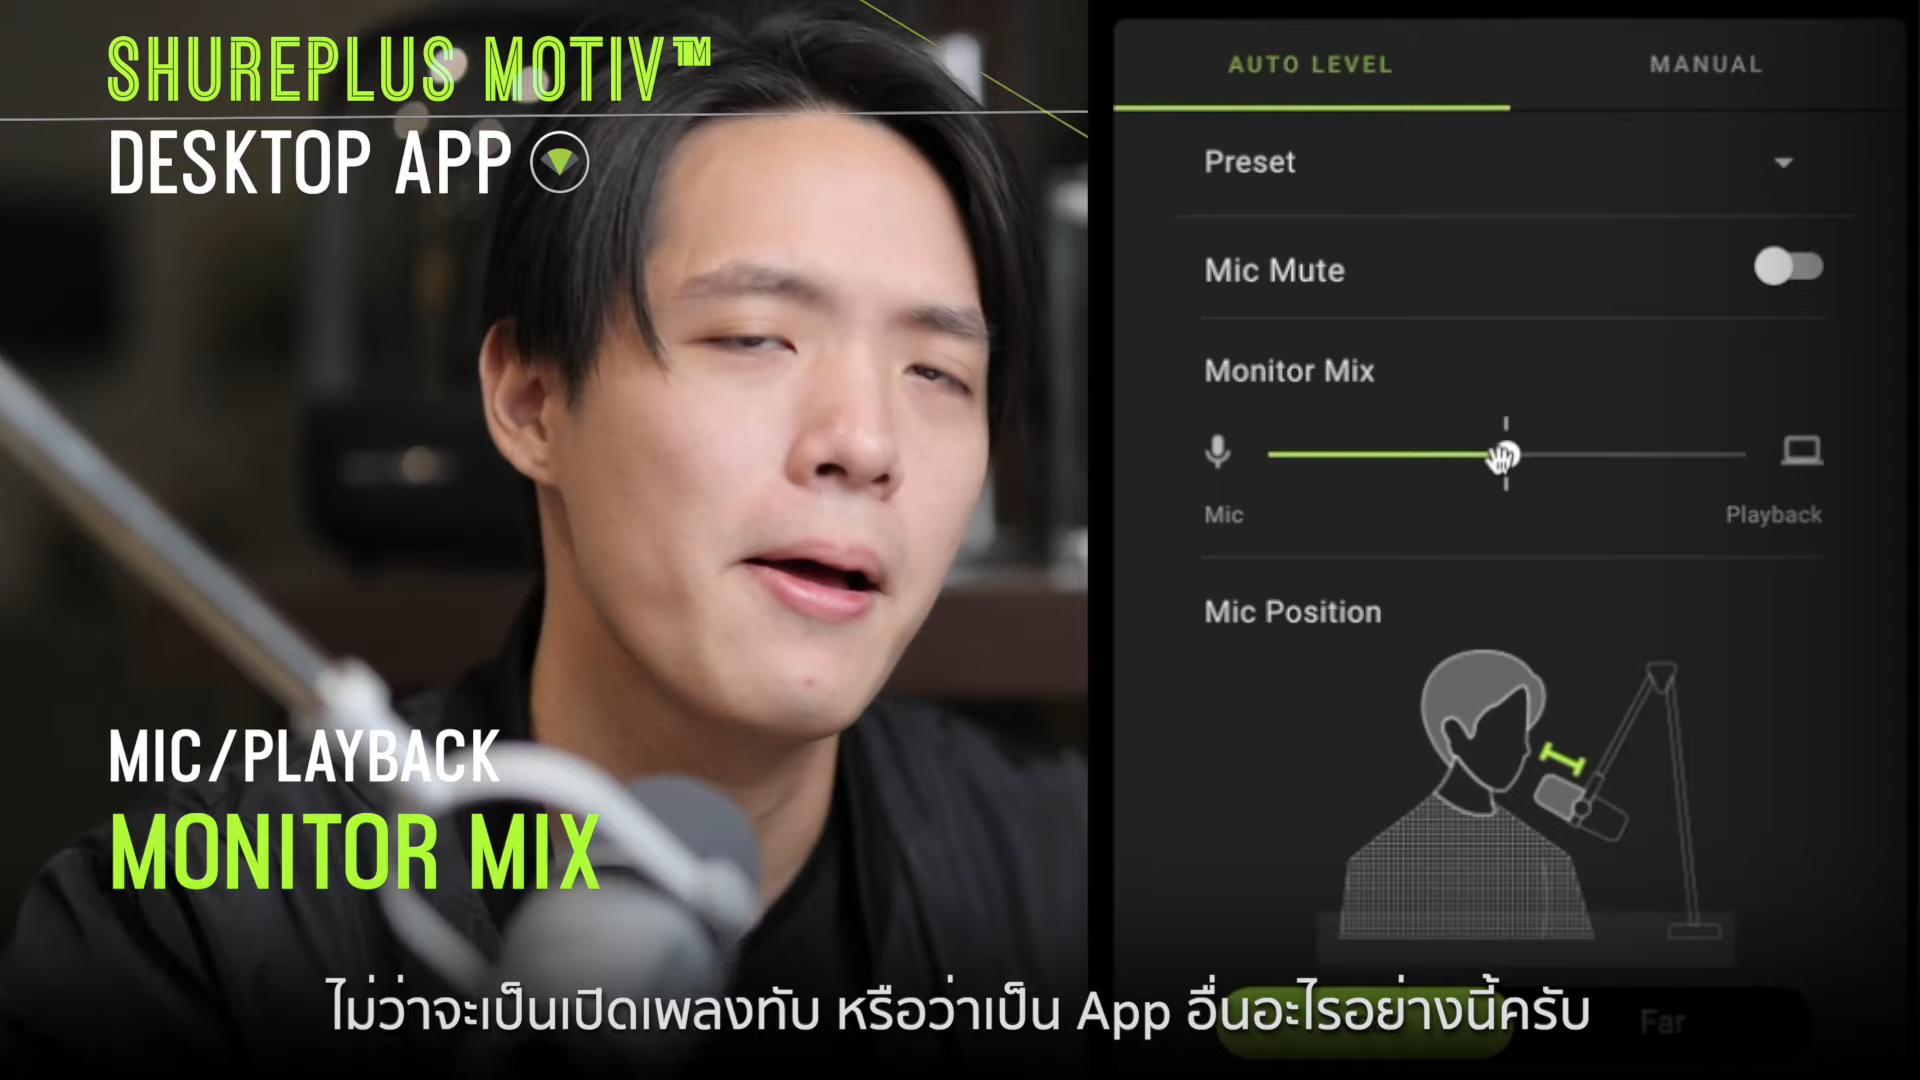 SHUREPLUS MOTIV™
DESKTOP APP
AUTO LEVEL
MANUAL
Preset
Mic Mute
Monitor Mix
Mic
Playback
Mic Position
MIC/PLAYBACK
MONITOR MIX
Far
ไม่ว่าจะเป็นเปิดเพลงทับ หรือว่าเป็น App อื่นอะไรอย่างนี้ครับ